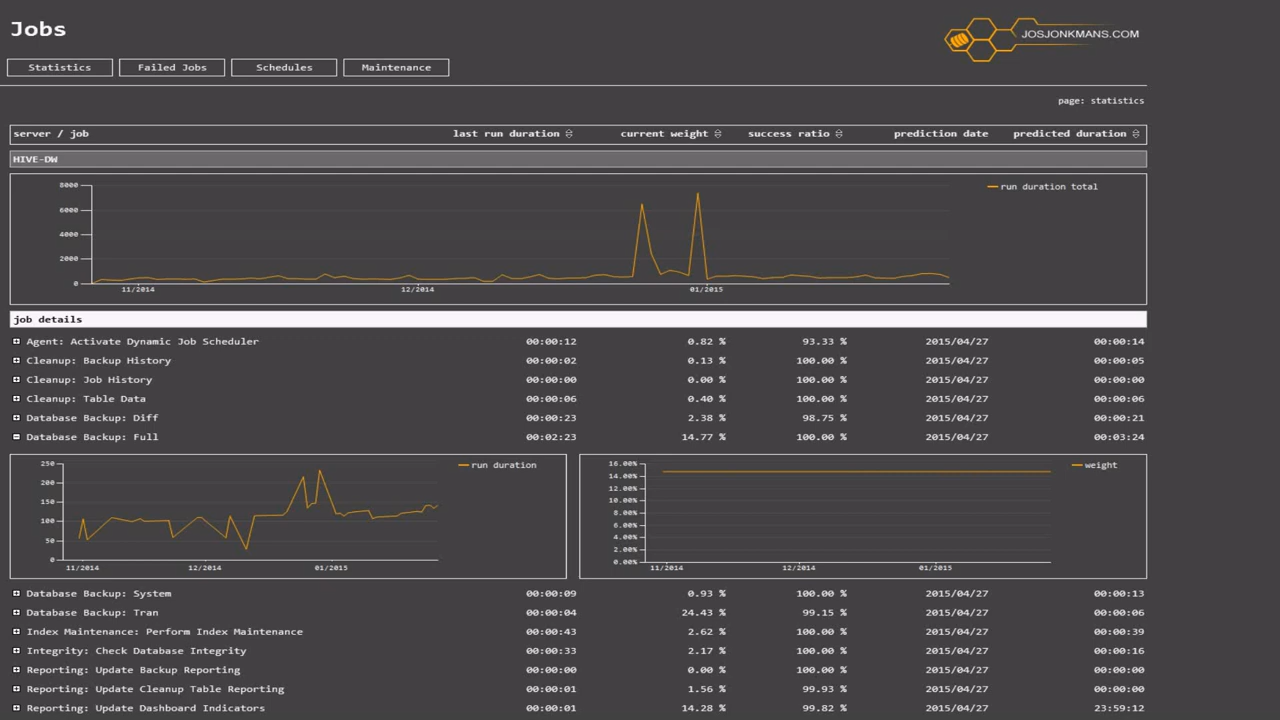 Jobs
JOSJONKMANS.COM
Statistics Failed Jobs Schedules Maintenance
page: statistics
server / job last run duration current weight success ratio prediction date predicted duration
HIVE-DW
run duration total
8000
6000
4000
2000
0
11/2014 12/2014 01/2015
job details
Agent: Activate Dynamic Job Scheduler 00:00:12 0.82 % 93.33 % 2015/04/27 00:00:14
Cleanup: Backup History 00:00:02 0.13 % 100.00 % 2015/04/27 00:00:05
Cleanup: Job History 00:00:00 0.00 % 100.00 % 2015/04/27 00:00:00
Cleanup: Table Data 00:00:06 0.40 % 100.00 % 2015/04/27 00:00:06
Database Backup: Diff 00:00:23 2.38 % 98.75 % 2015/04/27 00:00:21
Database Backup: Full 00:02:23 14.77 % 100.00 % 2015/04/27 00:03:24
run duration
250
200
150
100
50
0
11/2014 12/2014 01/2015
weight
16.00%
14.00%
12.00%
10.00%
8.00%
6.00%
4.00%
2.00%
0.00%
11/2014 12/2014 01/2015
Database Backup: System 00:00:09 0.93 % 100.00 % 2015/04/27 00:00:13
Database Backup: Tran 00:00:04 24.43 % 99.15 % 2015/04/27 00:00:06
Index Maintenance: Perform Index Maintenance 00:00:43 2.62 % 100.00 % 2015/04/27 00:00:39
Integrity: Check Database Integrity 00:00:33 2.17 % 100.00 % 2015/04/27 00:00:16
Reporting: Update Backup Reporting 00:00:00 0.00 % 100.00 % 2015/04/27 00:00:00
Reporting: Update Cleanup Table Reporting 00:00:01 1.56 % 99.93 % 2015/04/27 00:00:00
Reporting: Update Dashboard Indicators 00:00:01 14.28 % 99.82 % 2015/04/27 23:59:12